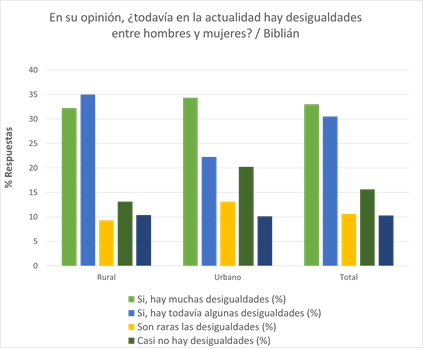 En su opinión, ¿todavía en la actualidad hay desigualdades
entre hombres y mujeres? / Biblián
40
35
30
25
20
15
10
5
0
% Respuestas
Rural Urbano Total
Si, hay muchas desigualdades (%)
Si, hay todavía algunas desigualdades (%)
Son raras las desigualdades (%)
Casi no hay desigualdades (%)